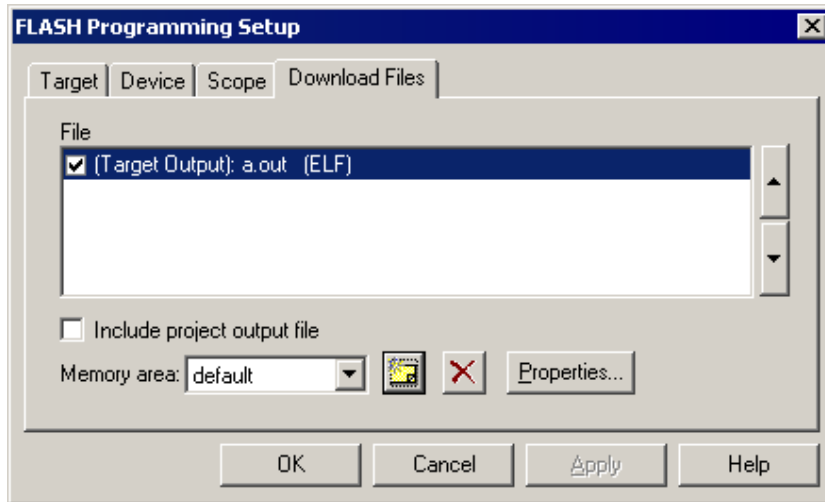 FLASH Programming Setup
Target Device Scope Download Files
File
(Target Output): a.out (ELF)
Include project output file
Memory area: default Properties...
OK Cancel Apply Help